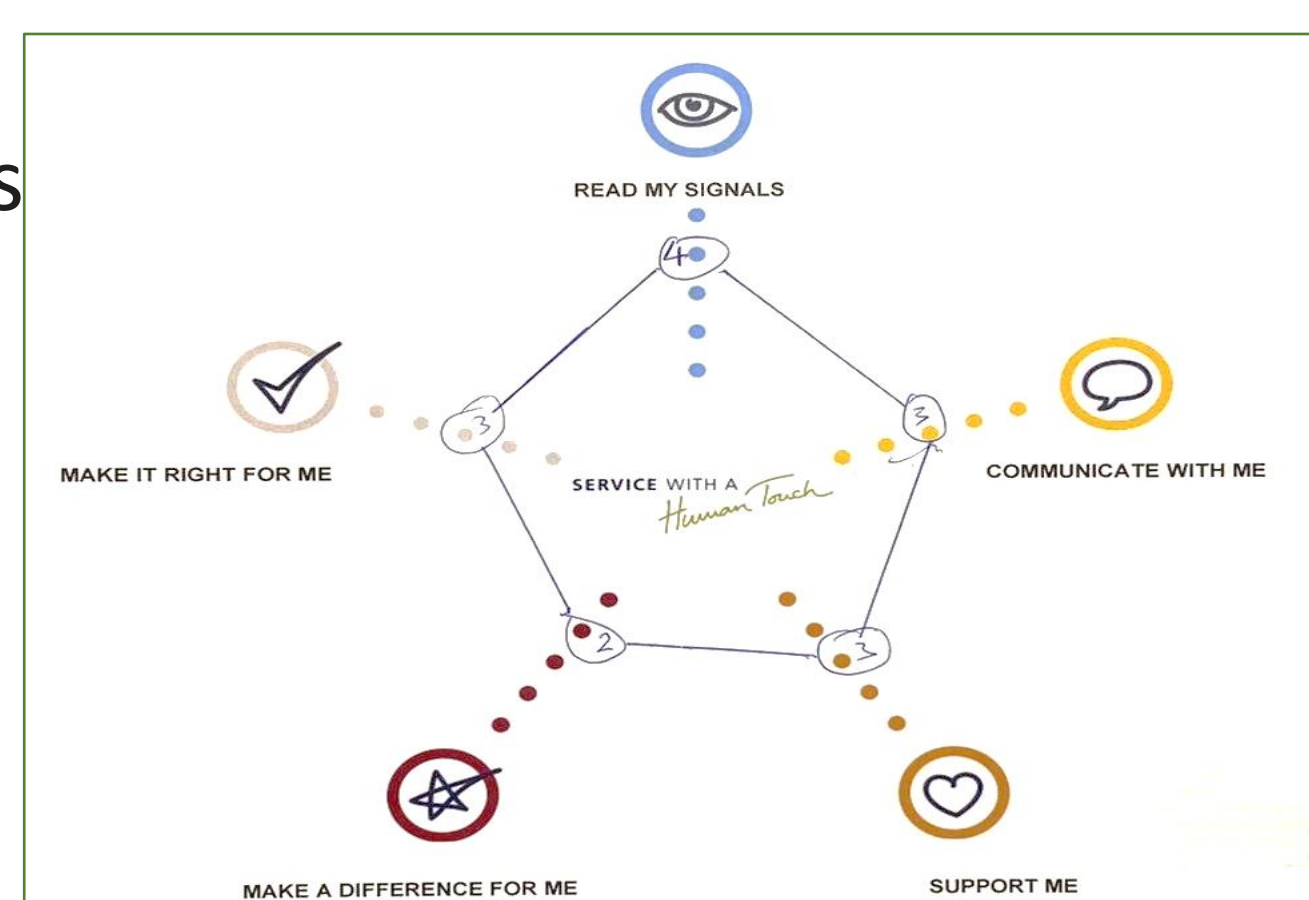 S
READ MY SIGNALS
4
3
3
MAKE IT RIGHT FOR ME
COMMUNICATE WITH ME
SERVICE WITH A
Human Touch
2
3
MAKE A DIFFERENCE FOR ME
SUPPORT ME